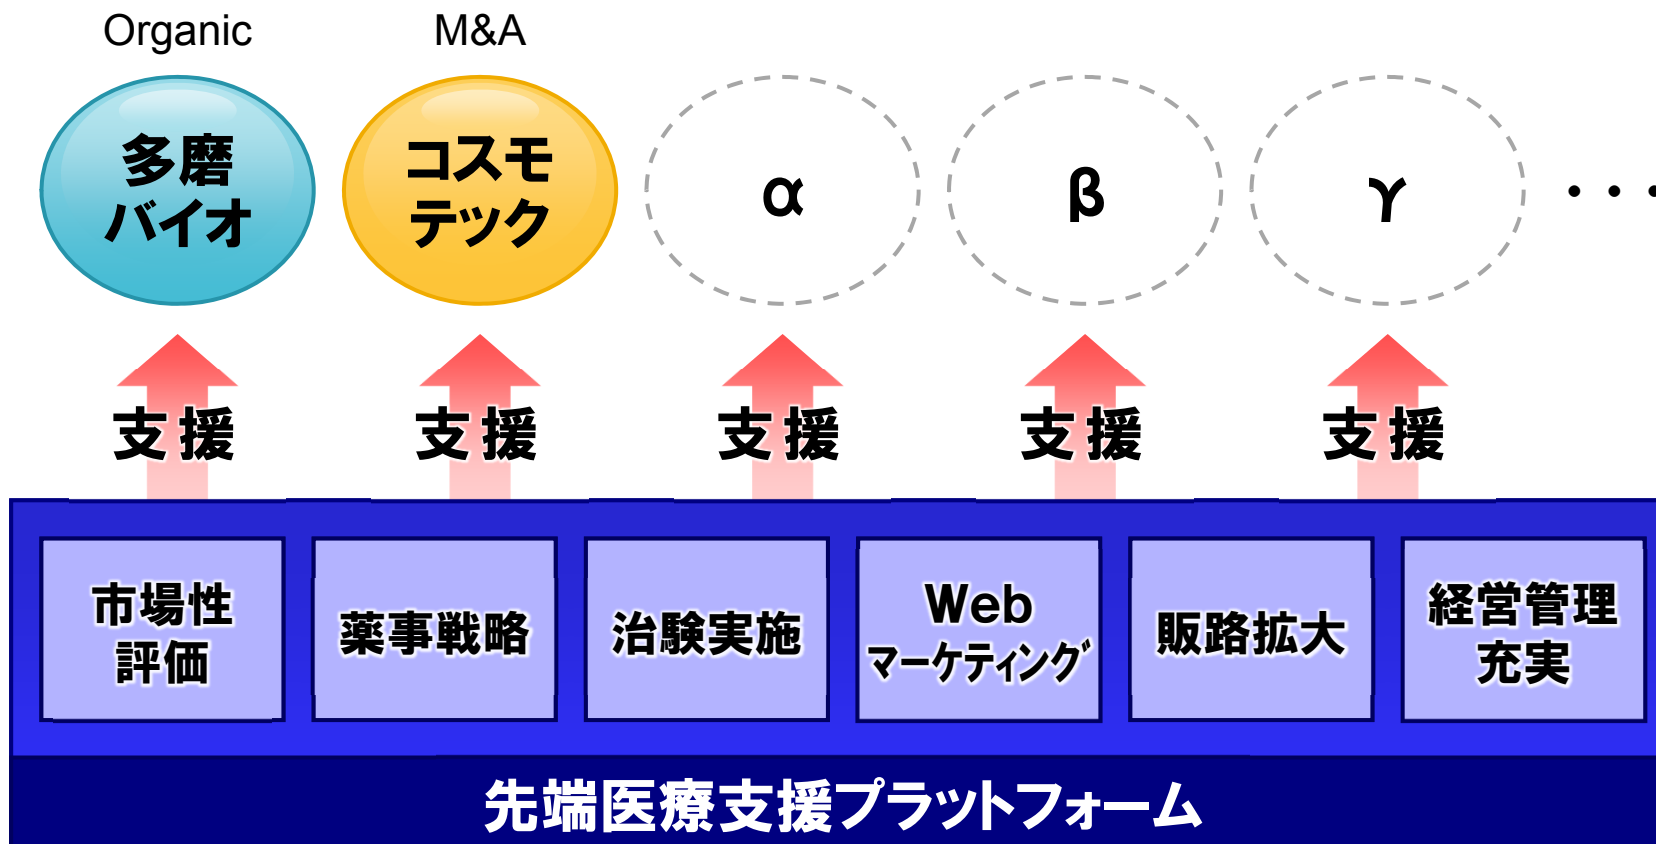 Organic
M&A
多磨
バイオ
コスモ
テック
α
β
γ
・・・
支援
支援
支援
支援
支援
市場性
評価
薬事戦略
治験実施
Web
マーケティング
販路拡大
経営管理
充実
先端医療支援プラットフォーム